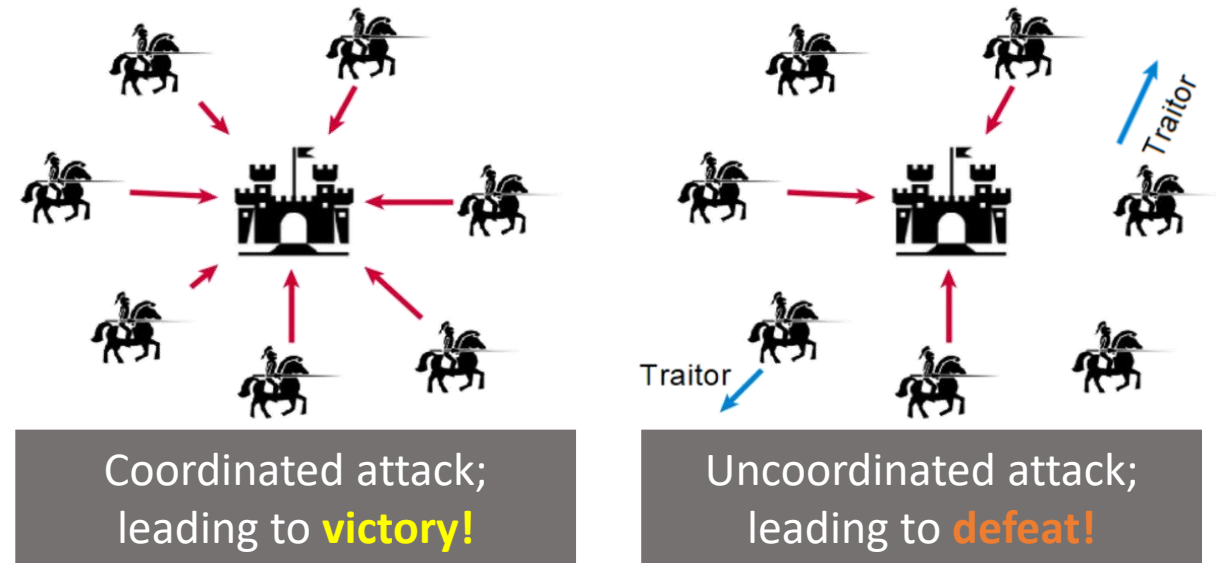 Traitor
Traitor
Coordinated attack;
leading to victory!
Uncoordinated attack;
leading to defeat!